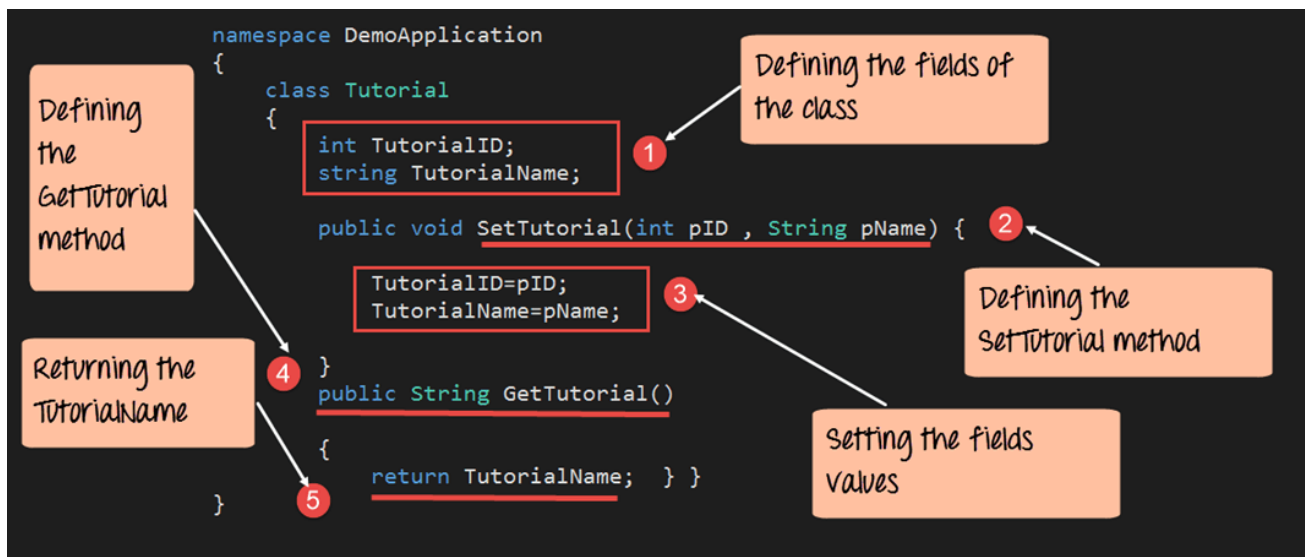 namespace DemoApplication
{
class Tutorial
{
int TutorialID;
string TutorialName;
1
Defining the fields of
the class
public void SetTutorial(int pID , String pName) {
2
Defining the
SetTutorial method
TutorialID=pID;
TutorialName=pName;
3
Setting the fields
values
}
Defining
the
GetTutorial
method
4
public String GetTutorial()
{
return TutorialName; } }
Returning the
TutorialName
5
}